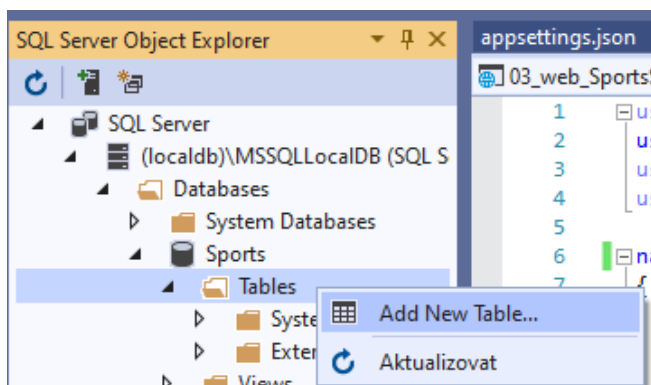 SQL Server Object Explorer
appsettings.json
03_web_Sports
SQL Server
(localdb)\MSSQLLocalDB (SQL S
Databases
System Databases
Sports
Tables
Syste
Exter
Views
Add New Table...
Aktualizovat
1
2
3
4
5
6
7
us
us
us
us
na
{